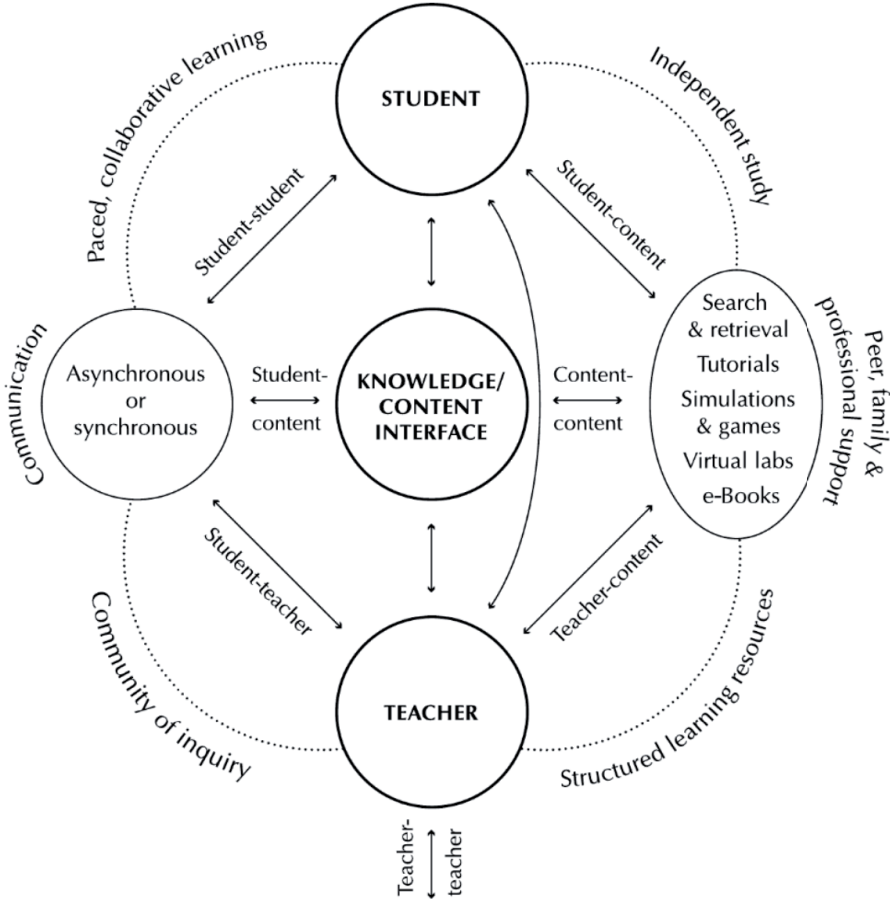 Paced, collaborative learning
STUDENT
Independent study
Student-student
Student-content
Communication
Asynchronous
or
synchronous
Student-
content
KNOWLEDGE/
CONTENT
INTERFACE
Content-
content
Search
& retrieval
Tutorials
Simulations
& games
Virtual labs
e-Books
Peer, family &
professional support
Student-teacher
Teacher-content
Community of inquiry
TEACHER
Structured learning resources
Teacher-
teacher